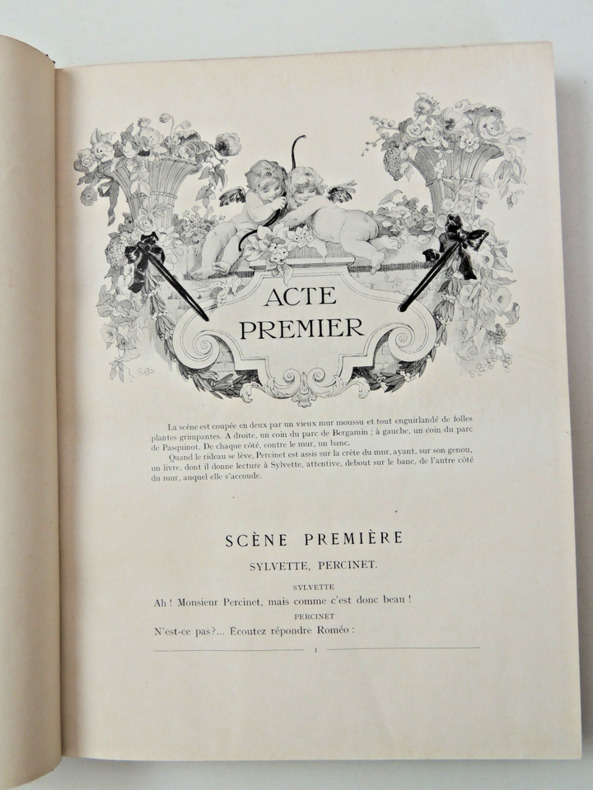 ACTE
PREMIER
La scène est coupée en deux par un vieux mur moussu et tout enguirlandé de folles
plantes grimpantes. A droite, un coin du parc de Bergamin ; à gauche, un coin du parc
de Pasquinot. De chaque côté, contre le mur, un banc.
Quand le rideau se lève, Percinet est assis sur la crête du mur, ayant, sur son genou,
un livre, dont il donne lecture à Sylvette, attentive, debout sur le banc, de l'autre côté
du mur, auquel elle s'accoude.
SCÈNE PREMIÈRE
SYLVETTE, PERCINET.
SYLVETTE
Ah ! Monsieur Percinet, mais comme c'est donc beau !
PERCINET
N'est-ce pas ?... Écoutez répondre Roméo :
1